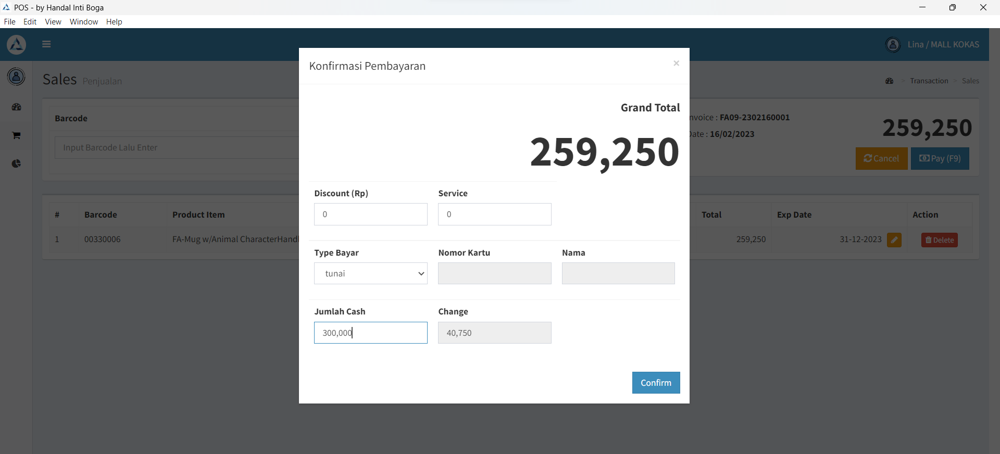 POS - by Handal Inti Boga
File Edit View Window Help
Lina / MALL KOKAS
Sales Penjualan
Transaction > Sales
Barcode
Input Barcode Lalu Enter
nvoice : FA09-2302160001
Date : 16/02/2023
259,250
Cancel
Pay (F9)
# Barcode Product Item Total Exp Date Action
1 00330006 FA-Mug w/Animal CharacterHandl 259,250 31-12-2023 Delete
Konfirmasi Pembayaran ×
Grand Total
259,250
Discount (Rp) Service
0 0
Type Bayar Nomor Kartu Nama
tunai
Jumlah Cash Change
300,000 40,750
Confirm